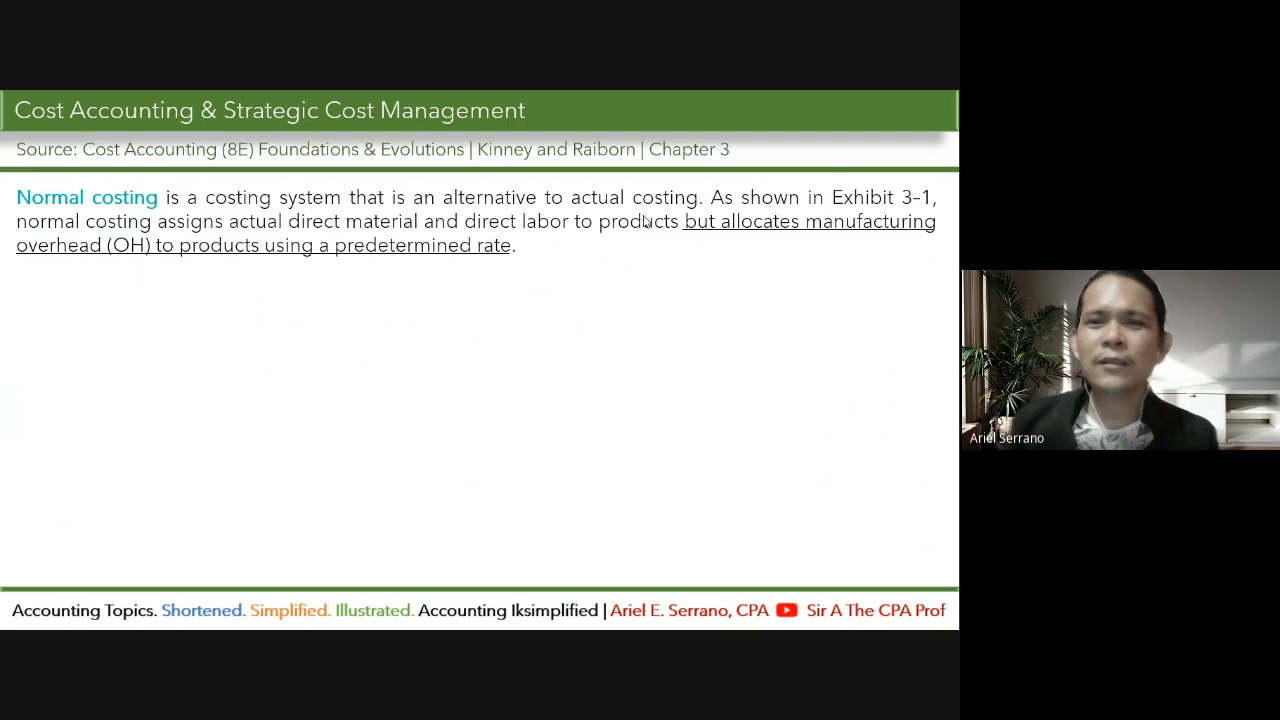 Cost Accounting & Strategic Cost Management
Source: Cost Accounting (8E) Foundations & Evolutions | Kinney and Raiborn | Chapter 3
Normal costing is a costing system that is an alternative to actual costing. As shown in Exhibit 3–1,
normal costing assigns actual direct material and direct labor to products but allocates manufacturing
overhead (OH) to products using a predetermined rate.
Ariel Serrano
Accounting Topics. Shortened. Simplified. Illustrated. Accounting Iksimplified | Ariel E. Serrano, CPA Sir A The CPA Prof